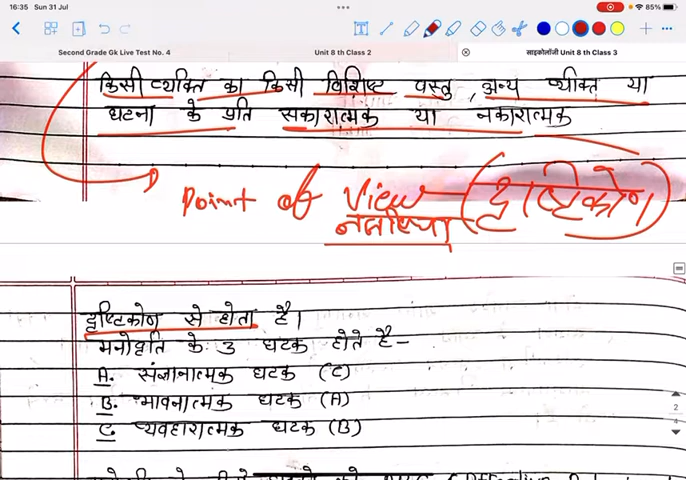 16:35 Sun 31 Jul
85%
Second Grade Gk Live Test No. 4
Unit 8 th Class 2
साइकोलॉजी Unit 8 th Class 3
किसी व्यक्ति का किसी विशिष्ट वस्तु, अन्य व्यक्ति या
घटना के प्रति सकारात्मक या नकारात्मक
Point of View (दृष्टिकोण)
नजरिया
दृष्टिकोण से होता है।
मनोवृति के 3 घटक होते है-
A. संज्ञानात्मक घटक (C)
B. भावनात्मक घटक (A)
C. व्यवहारात्मक घटक (B)
2
4